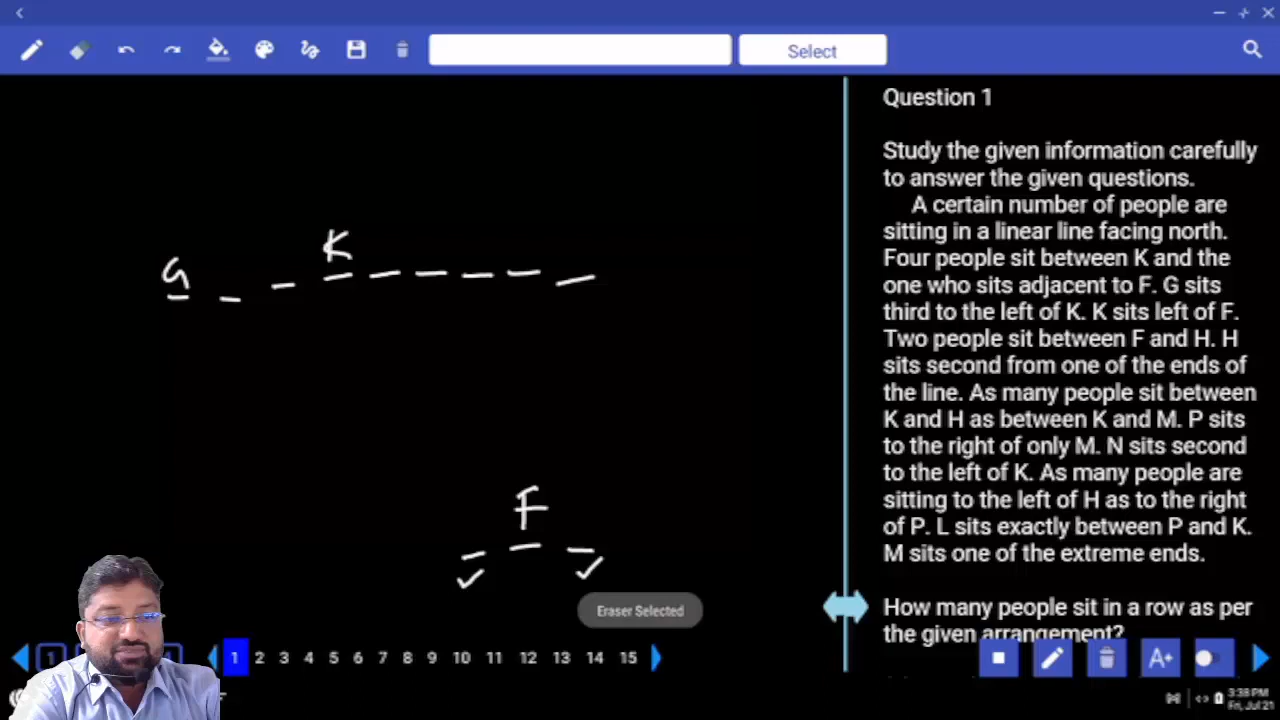 Select
Question 1
Study the given information carefully
to answer the given questions.
A certain number of people are
sitting in a linear line facing north.
Four people sit between K and the
one who sits adjacent to F. G sits
third to the left of K. K sits left of F.
Two people sit between F and H. H
sits second from one of the ends of
the line. As many people sit between
K and H as between K and M. P sits
to the right of only M. N sits second
to the left of K. As many people are
sitting to the left of H as to the right
of P. L sits exactly between P and K.
M sits one of the extreme ends.
How many people sit in a row as per
the given arrangement?
G K
F
Eraser Selected
1 2 3 4 5 6 7 8 9 10 11 12 13 14 15
A+
3:38 PM
Fri, Jul 21